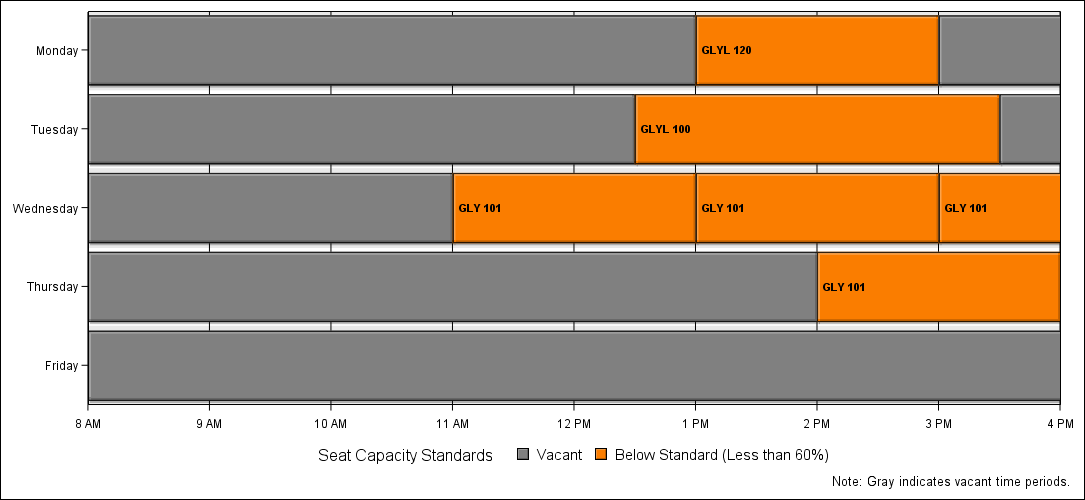 Monday
GLYL 120
Tuesday
GLYL 100
Wednesday
GLY 101
GLY 101
GLY 101
Thursday
GLY 101
Friday
8 AM 9 AM 10 AM 11 AM 12 PM 1 PM 2 PM 3 PM 4 PM
Seat Capacity Standards Vacant Below Standard (Less than 60%)
Note: Gray indicates vacant time periods.